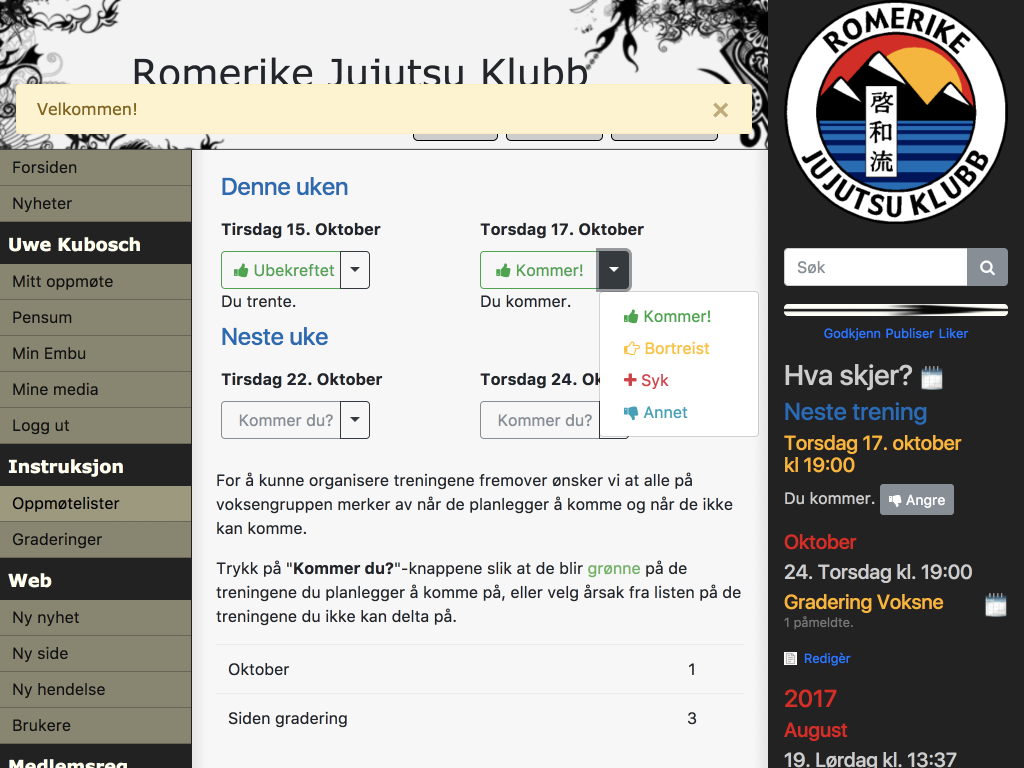 Romerike Jujutsu Klubb
Velkommen!
×
Forsiden
Nyheter
Uwe Kubosch
Mitt oppmøte
Pensum
Min Embu
Mine media
Logg ut
Instruksjon
Oppmøtelister
Graderinger
Web
Ny nyhet
Ny side
Ny hendelse
Brukere
Medlemsreg
Denne uken
Tirsdag 15. Oktober
Ubekreftet
Du trente.
Torsdag 17. Oktober
Kommer!
Du kommer.
Kommer!
Bortreist
Syk
Annet
Neste uke
Tirsdag 22. Oktober
Kommer du?
Torsdag 24. Ok
Kommer du?
For å kunne organisere treningene fremover ønsker vi at alle på
voksengruppen merker av når de planlegger å komme og når de ikke
kan komme.
Trykk på "Kommer du?"-knappene slik at de blir grønne på de
treningene du planlegger å komme på, eller velg årsak fra listen på de
treningene du ikke kan delta på.
Oktober 1
Siden gradering 3
ROMERIKE
啓和流
JUJUTSU KLUBB
Søk
Godkjenn Publiser Liker
Hva skjer?
Neste trening
Torsdag 17. oktober
kl 19:00
Du kommer. Angre
Oktober
24. Torsdag kl. 19:00
Gradering Voksne
1 påmeldte.
Redigèr
2017
August
19. Lørdag kl. 13:37